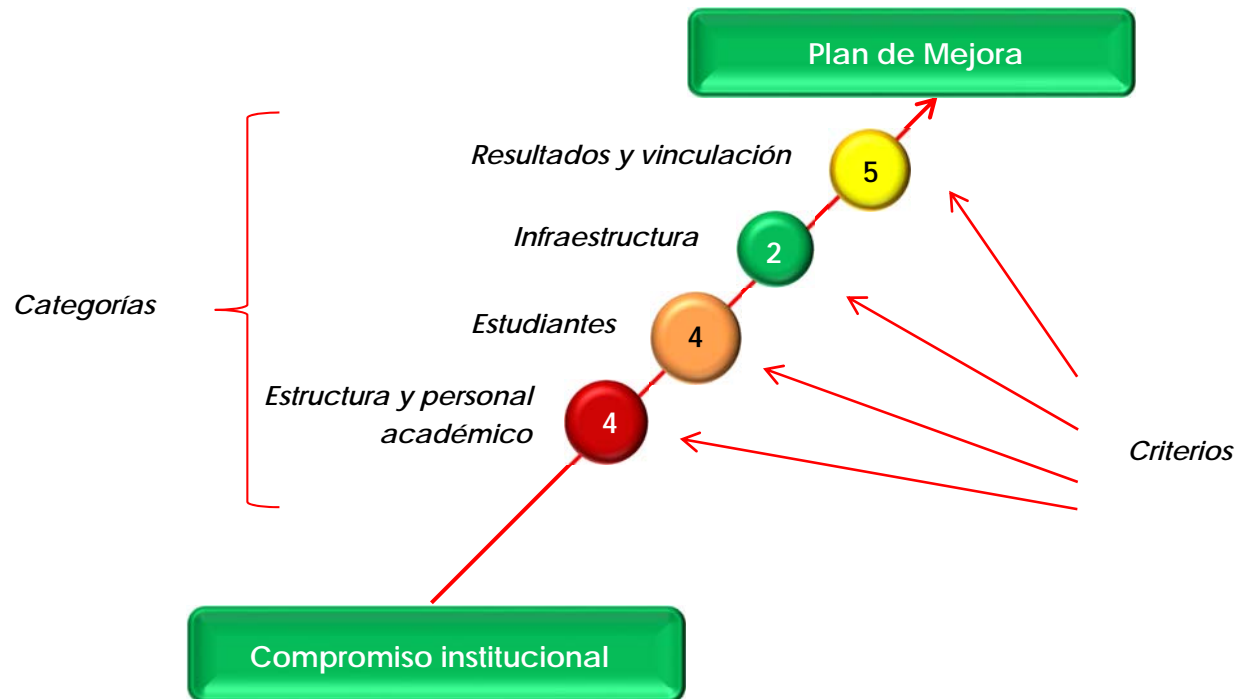 Plan de Mejora
Resultados y vinculación
5
Infraestructura
2
Categorías
Estudiantes
4
Estructura y personal
académico
4
Criterios
Compromiso institucional